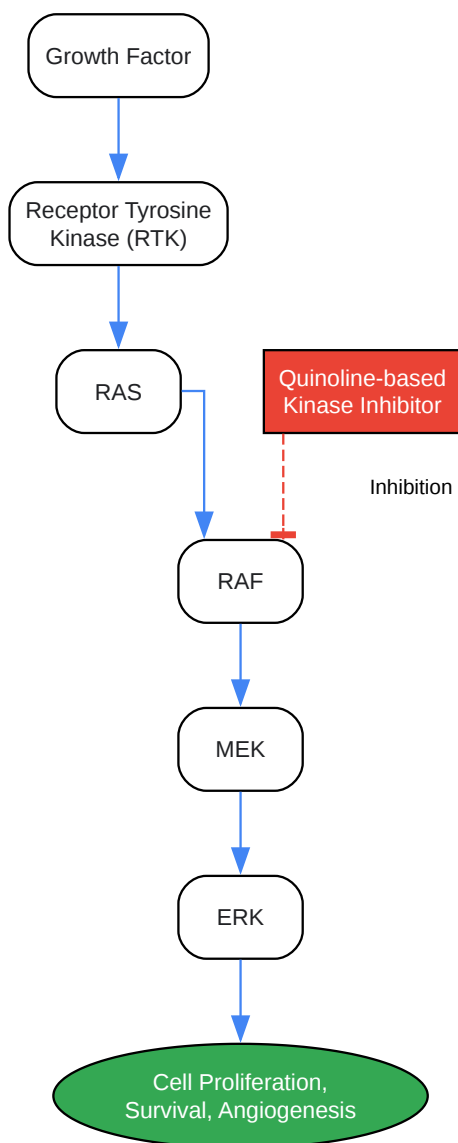 Growth Factor
Receptor Tyrosine
Kinase (RTK)
RAS
Quinoline-based
Kinase Inhibitor
Inhibition
RAF
MEK
ERK
Cell Proliferation,
Survival, Angiogenesis